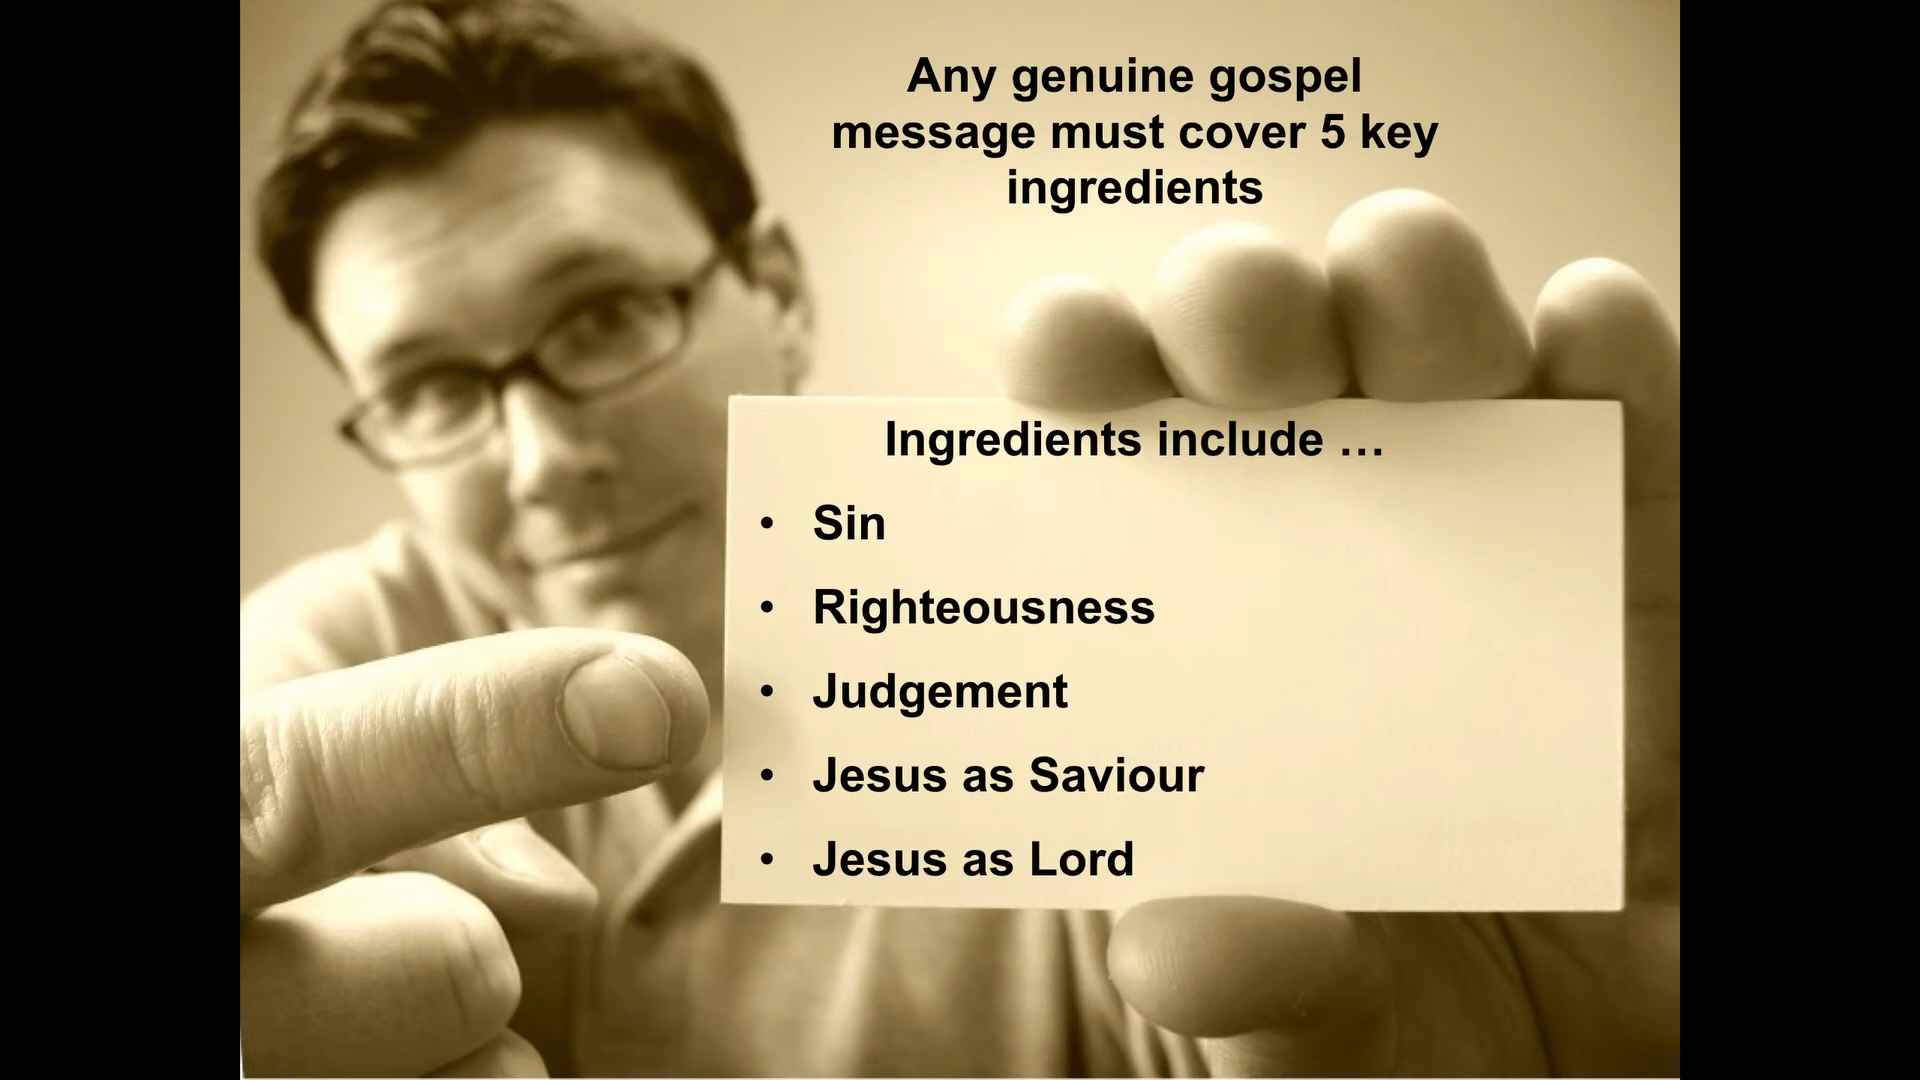 Any genuine gospel
message must cover 5 key
ingredients
Ingredients include …
• Sin
• Righteousness
• Judgement
• Jesus as Saviour
• Jesus as Lord